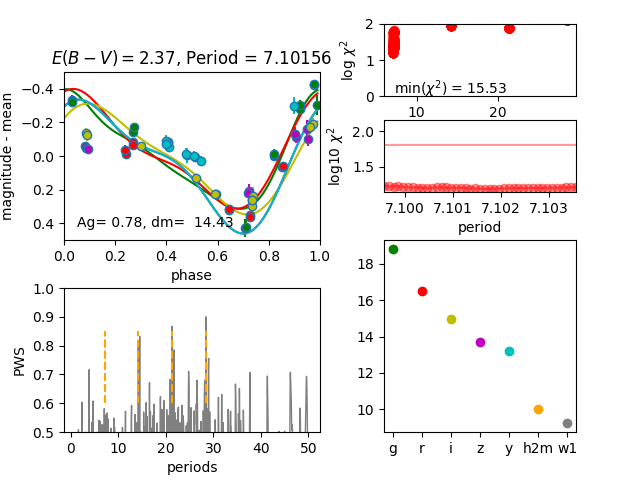 E(B − V) = 2.37, Period = 7.10156
magnitude - mean
−0.4
−0.2
0.0
0.2
0.4
Ag= 0.78, dm=  14.43
0.0 0.2 0.4 0.6 0.8 1.0
phase
log χ²
2
1
0
min(χ²) = 15.53
10 20
log10 χ²
2.0
1.5
7.100 7.101 7.102 7.103
period
PWS
1.0
0.9
0.8
0.7
0.6
0.5
0 10 20 30 40 50
periods
18
16
14
12
10
g r i z y h2m w1